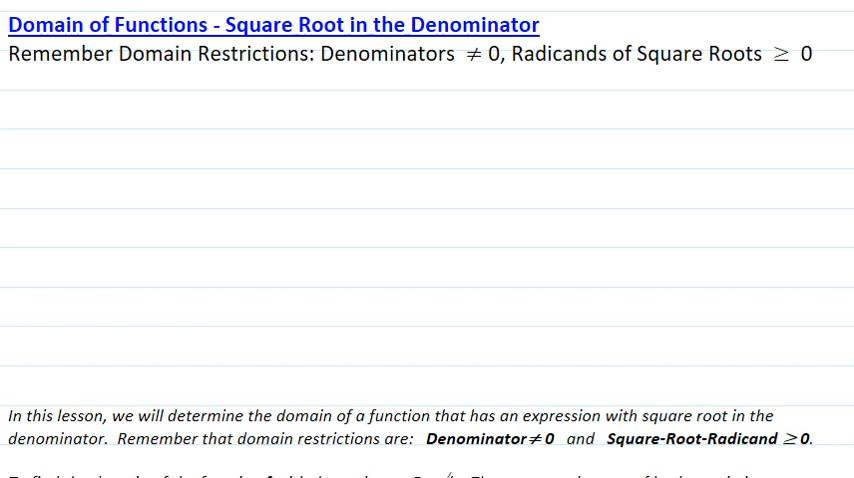 Domain of Functions - Square Root in the Denominator
Remember Domain Restrictions: Denominators ≠ 0, Radicands of Square Roots ≥ 0
In this lesson, we will determine the domain of a function that has an expression with square root in the
denominator. Remember that domain restrictions are: Denominator ≠ 0 and Square-Root-Radicand ≥ 0.